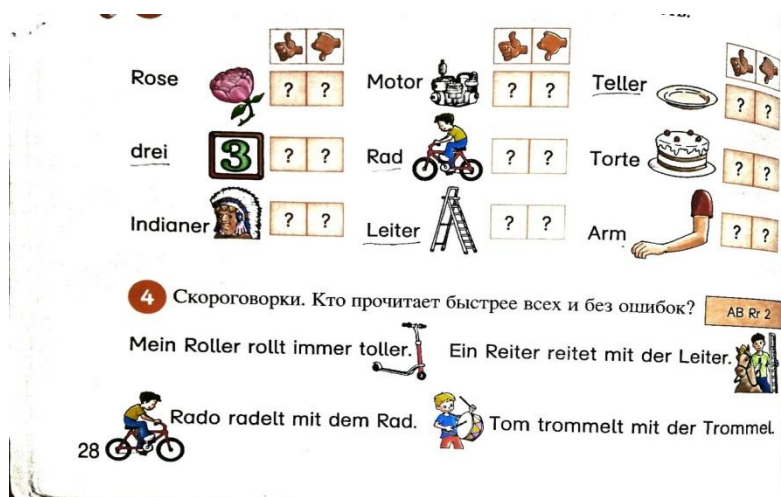 ть.
Rose ? ? Motor ? ? Teller ? ?
drei 3 ? ? Rad ? ? Torte ? ?
Indianer ? ? Leiter ? ? Arm ? ?
4 Скороговорки. Кто прочитает быстрее всех и без ошибок? AB Rr 2
Mein Roller rollt immer toller. Ein Reiter reitet mit der Leiter.
Rado radelt mit dem Rad. Tom trommelt mit der Trommel.
28